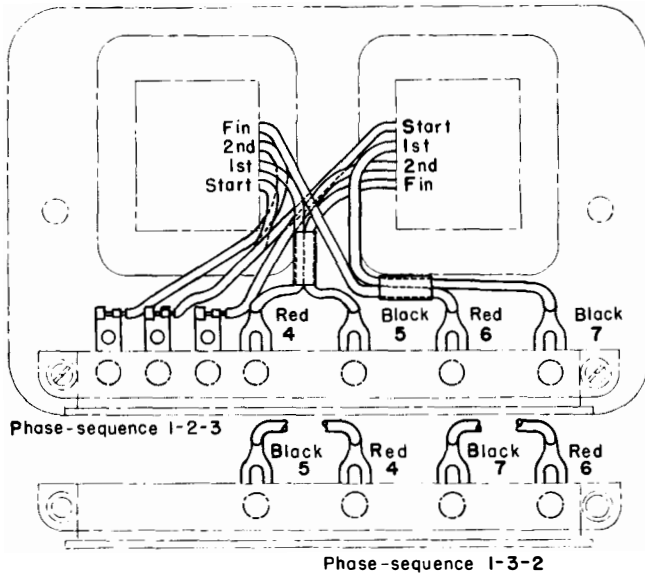 Fin
2nd
1st
Start
Start
1st
2nd
Fin
Red
4
Black
5
Red
6
Black
7
Phase-sequence 1-2-3
Black
5
Red
4
Black
7
Red
6
Phase-sequence 1-3-2